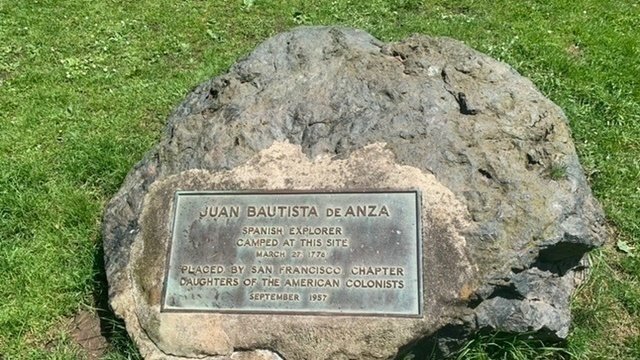 JUAN BAUTISTA DE ANZA
SPANISH EXPLORER
CAMPED AT THIS SITE
MARCH 27, 1776
PLACED BY SAN FRANCISCO CHAPTER
DAUGHTERS OF THE AMERICAN COLONISTS
SEPTEMBER 1957